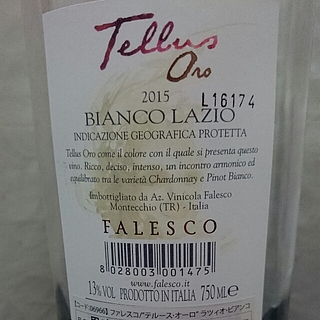 Tellus
Oro
2015 L16174
BIANCO LAZIO
INDICAZIONE GEOGRAFICA PROTETTA
Tellus Oro come il colore con il quale si presenta questo
vino. Ricco, deciso, intenso, un incontro armonico ed
equilibrato tra le varietà Chardonnay e Pinot Bianco.
Imbottigliato da Az. Vinicola Falesco
Montecchio (TR) - Italia
FALESCO
8 028003 001475
www.falesco.it
13% VOL PRODOTTO IN ITALIA 750 ML e
【コード:06966】ファレスコ/"テルース・オーロ" ラツィオ・ビアンコ